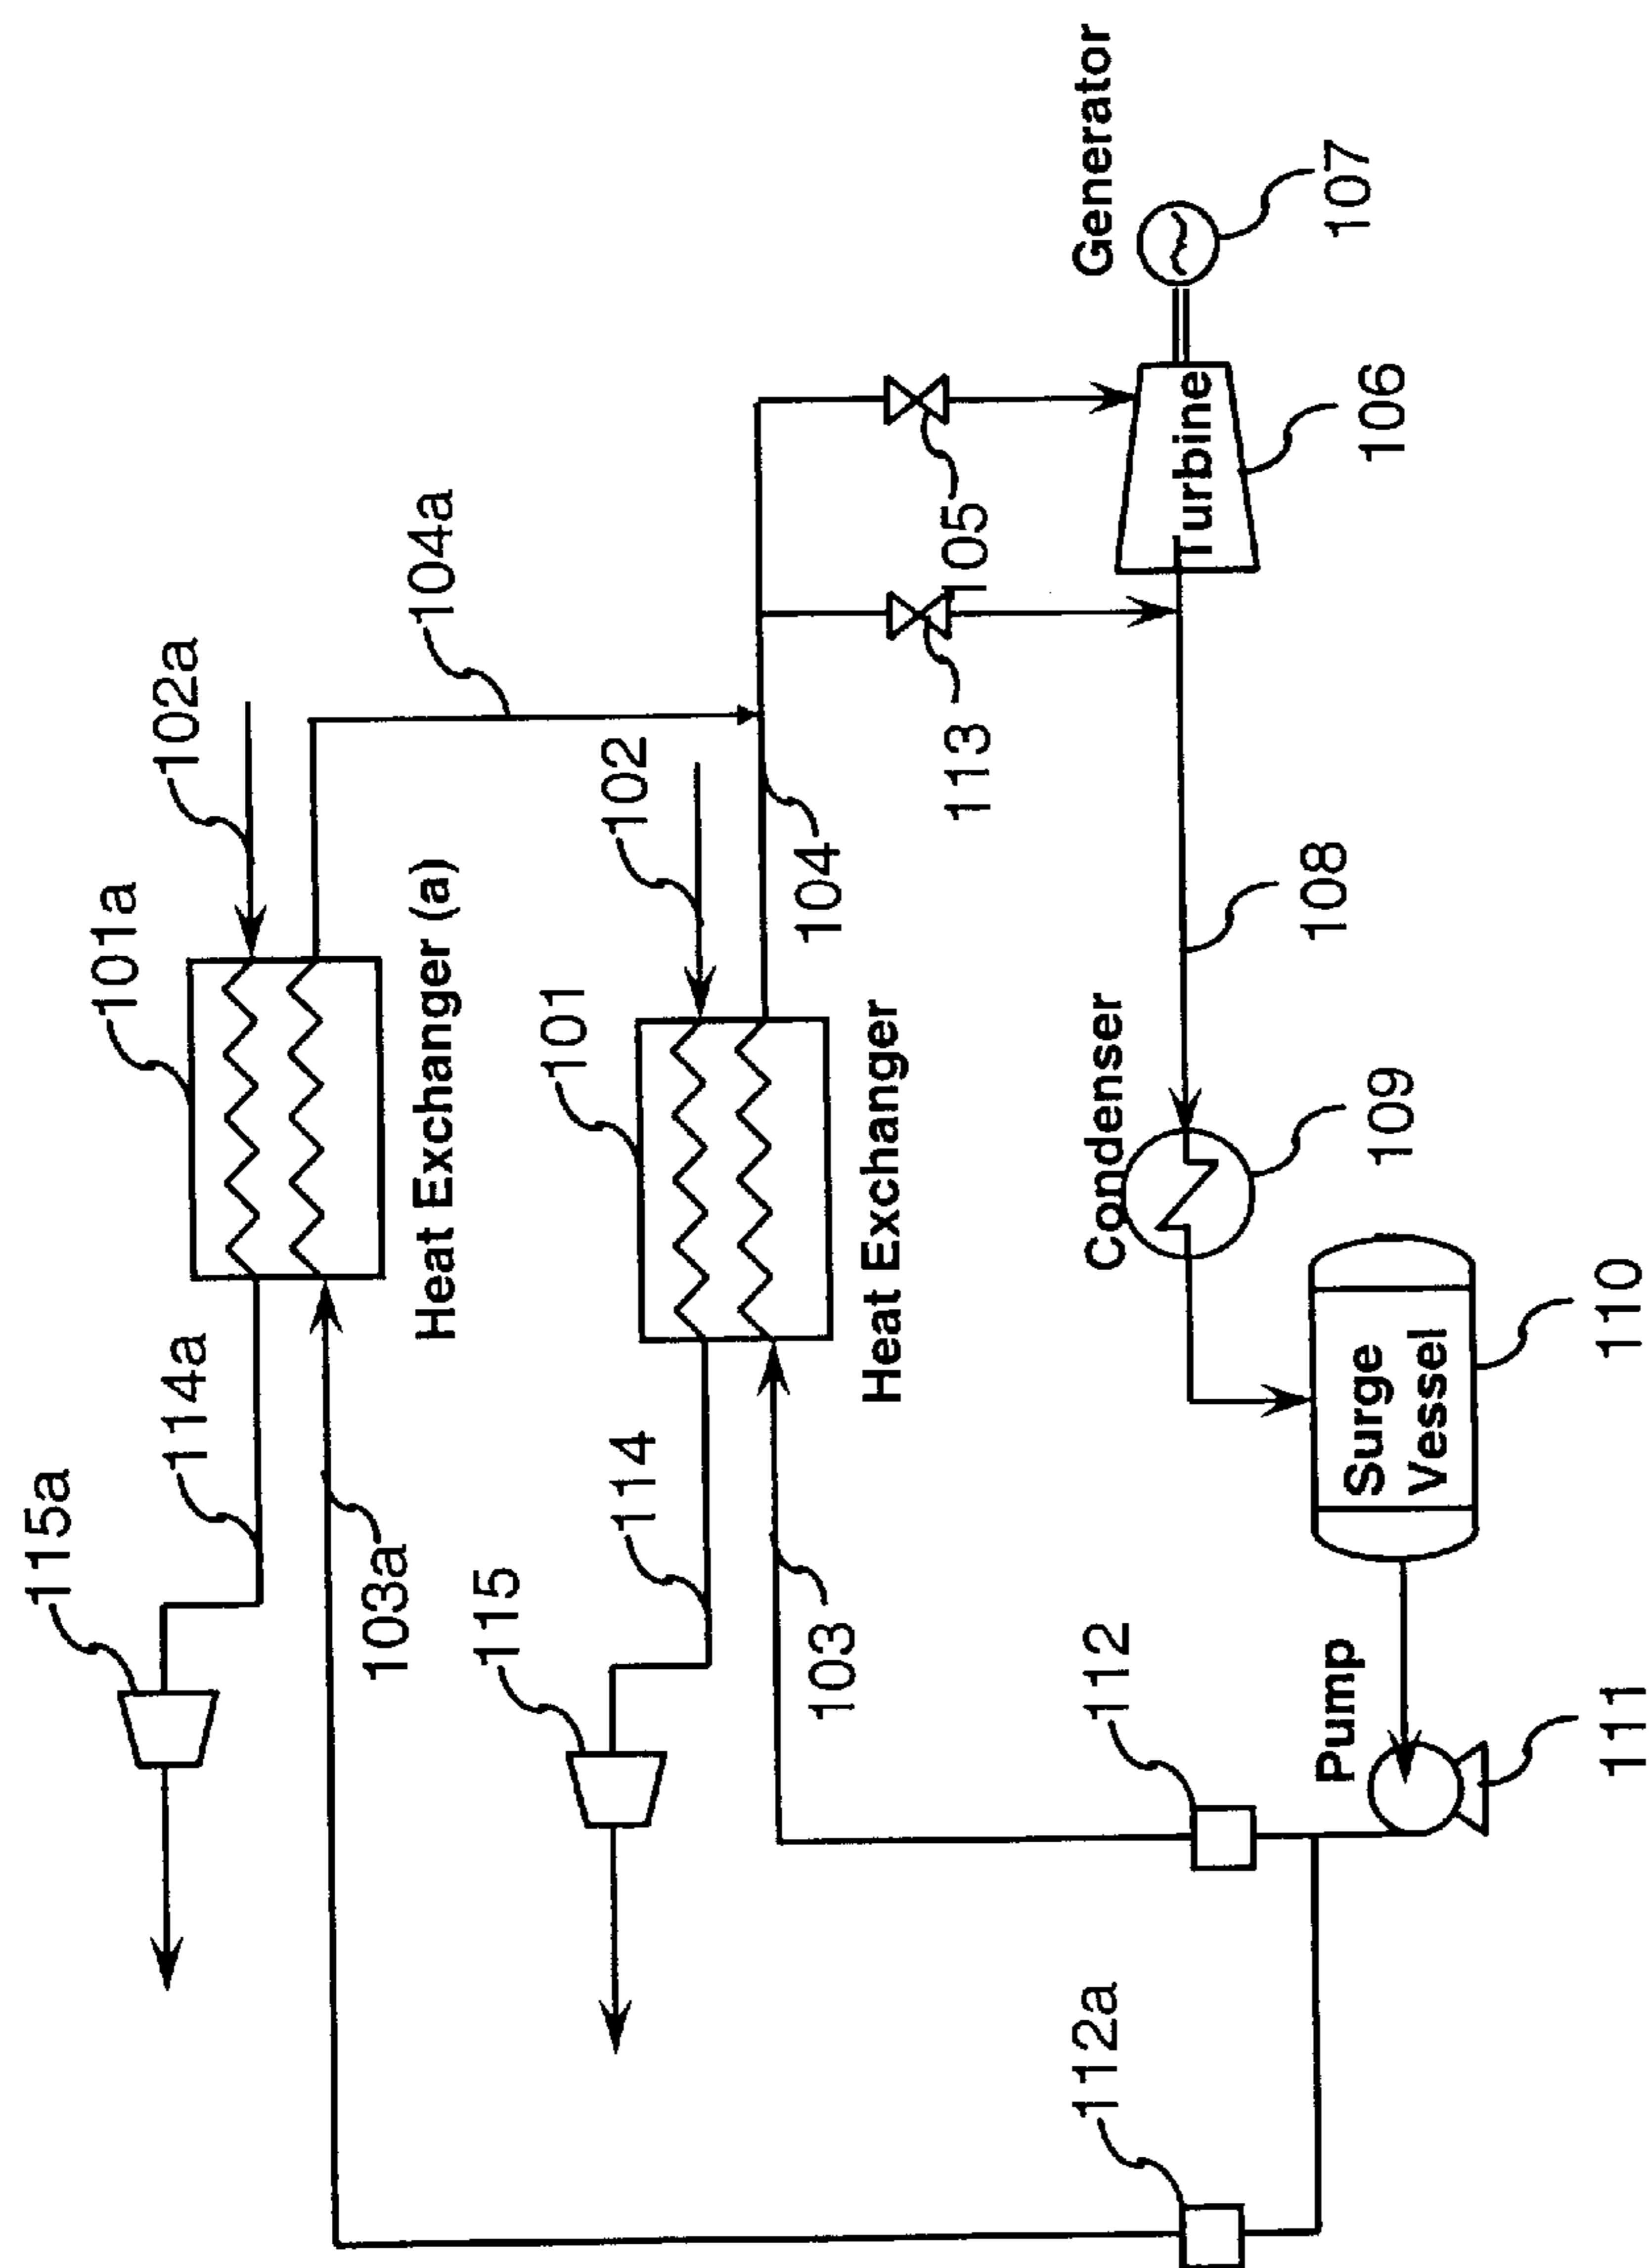 115a
114a
101a
102a
103a
Heat Exchanger (a)
104a
115
114
101
102
103
Heat Exchanger
104
113
105
112a
112
Pump
111
Surge
Vessel
110
Condenser
109
108
Turbine
106
Generator
107